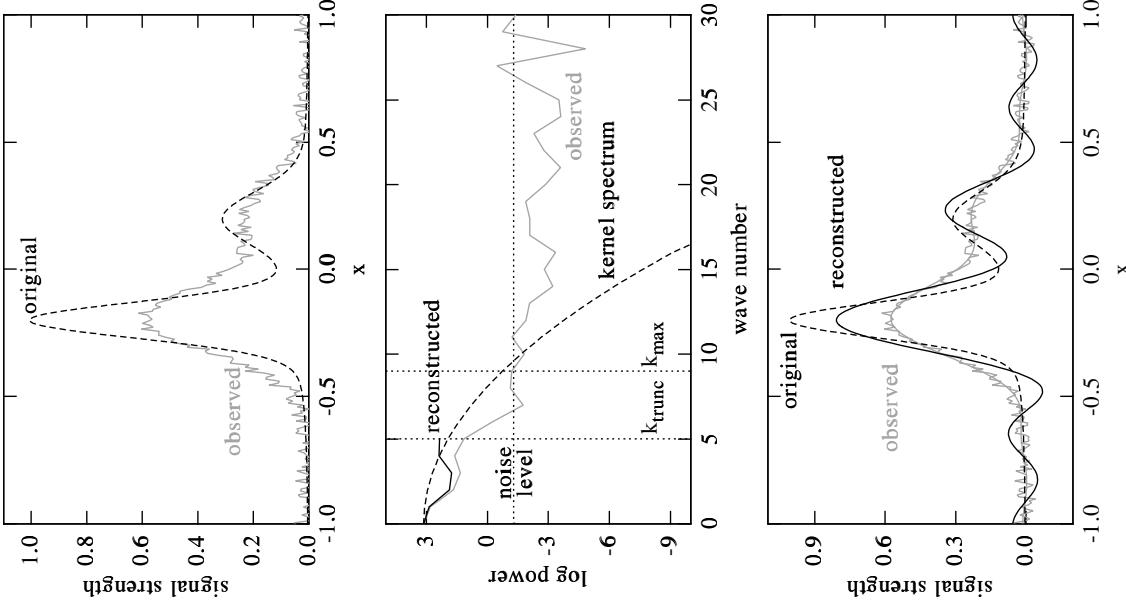 signal strength
1.0
0.8
0.6
0.4
0.2
0.0
original
observed
-1.0
-0.5
0.0
0.5
1.0
x
log power
3
0
-3
-6
-9
reconstructed
noise
level
observed
kernel spectrum
k_trunc
k_max
0
5
10
15
20
25
30
wave number
signal strength
0.9
0.6
0.3
0.0
original
reconstructed
observed
-1.0
-0.5
0.0
0.5
1.0
x